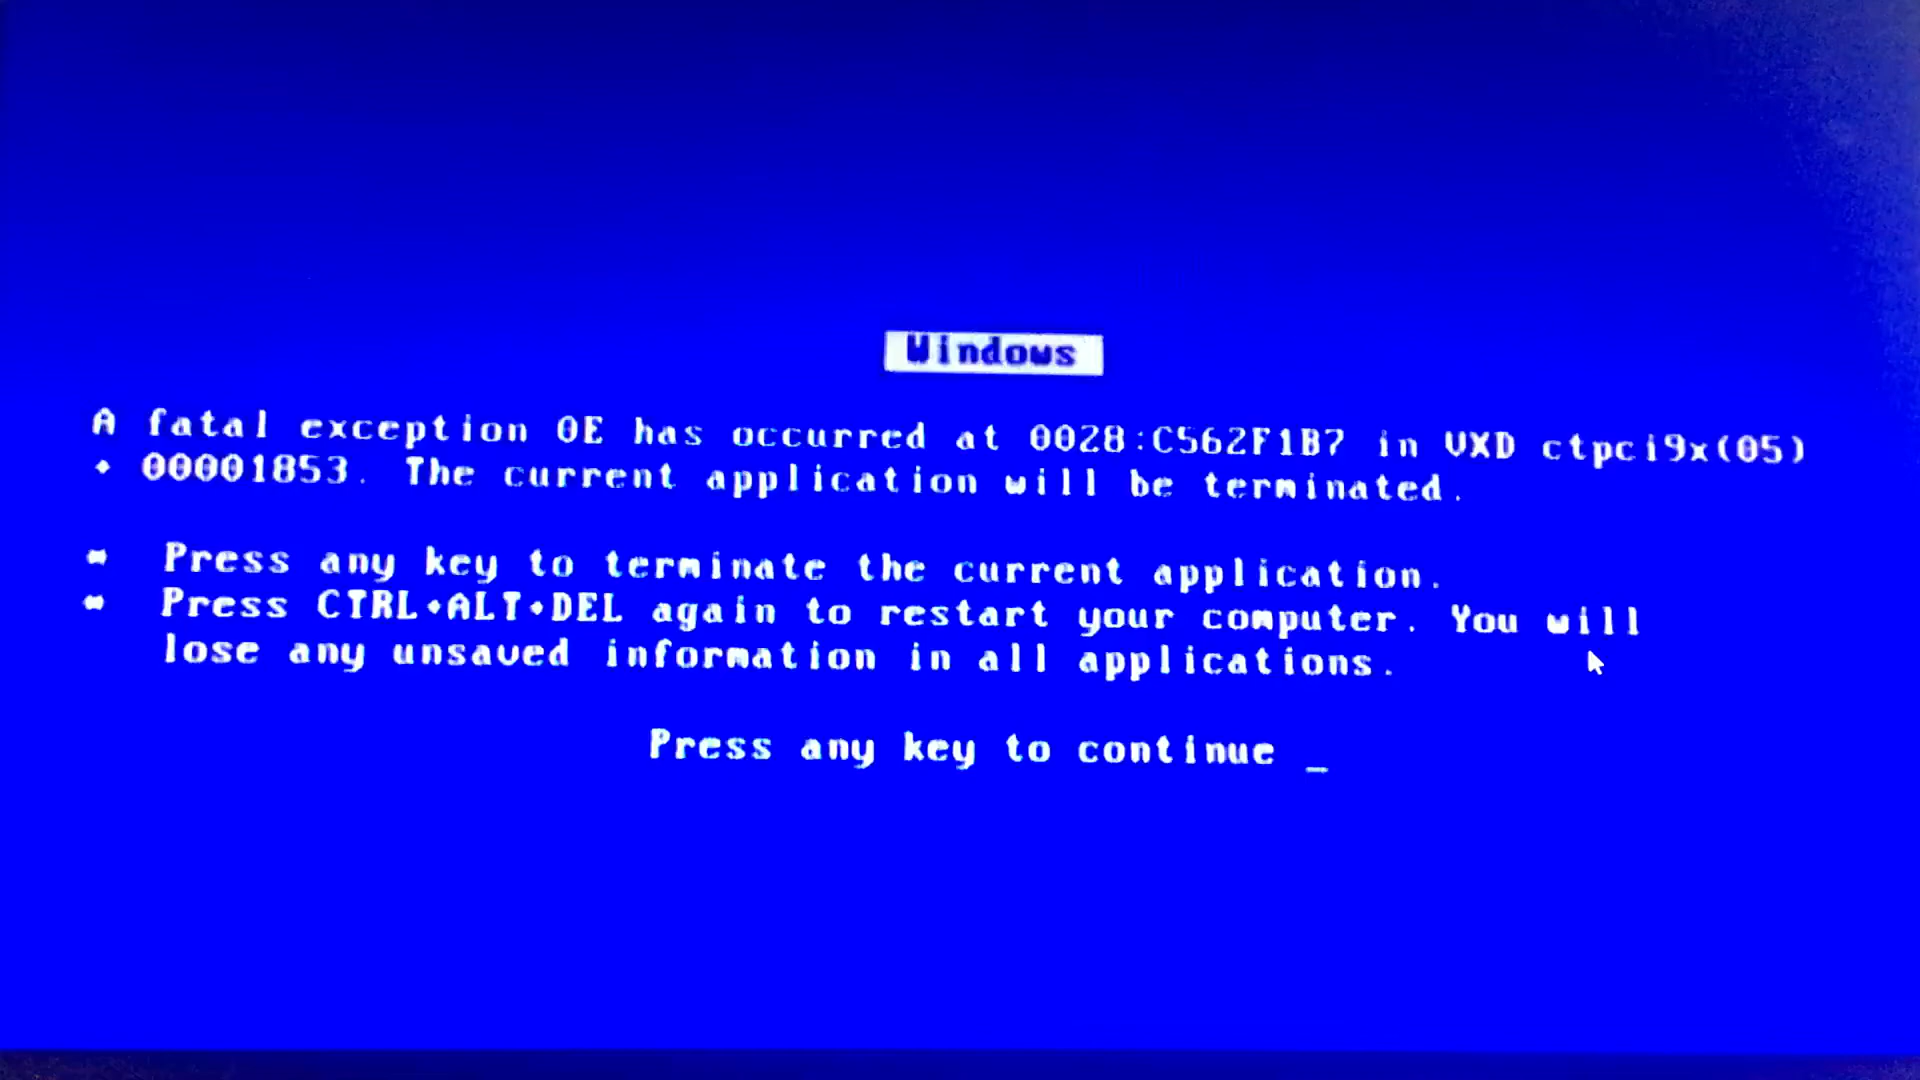 Windows
A fatal exception 0E has occurred at 0028:C562F1B7 in VXD ctpci9x(05)
+ 00001853. The current application will be terminated.
* Press any key to terminate the current application.
* Press CTRL+ALT+DEL again to restart your computer. You will
lose any unsaved information in all applications.
Press any key to continue _